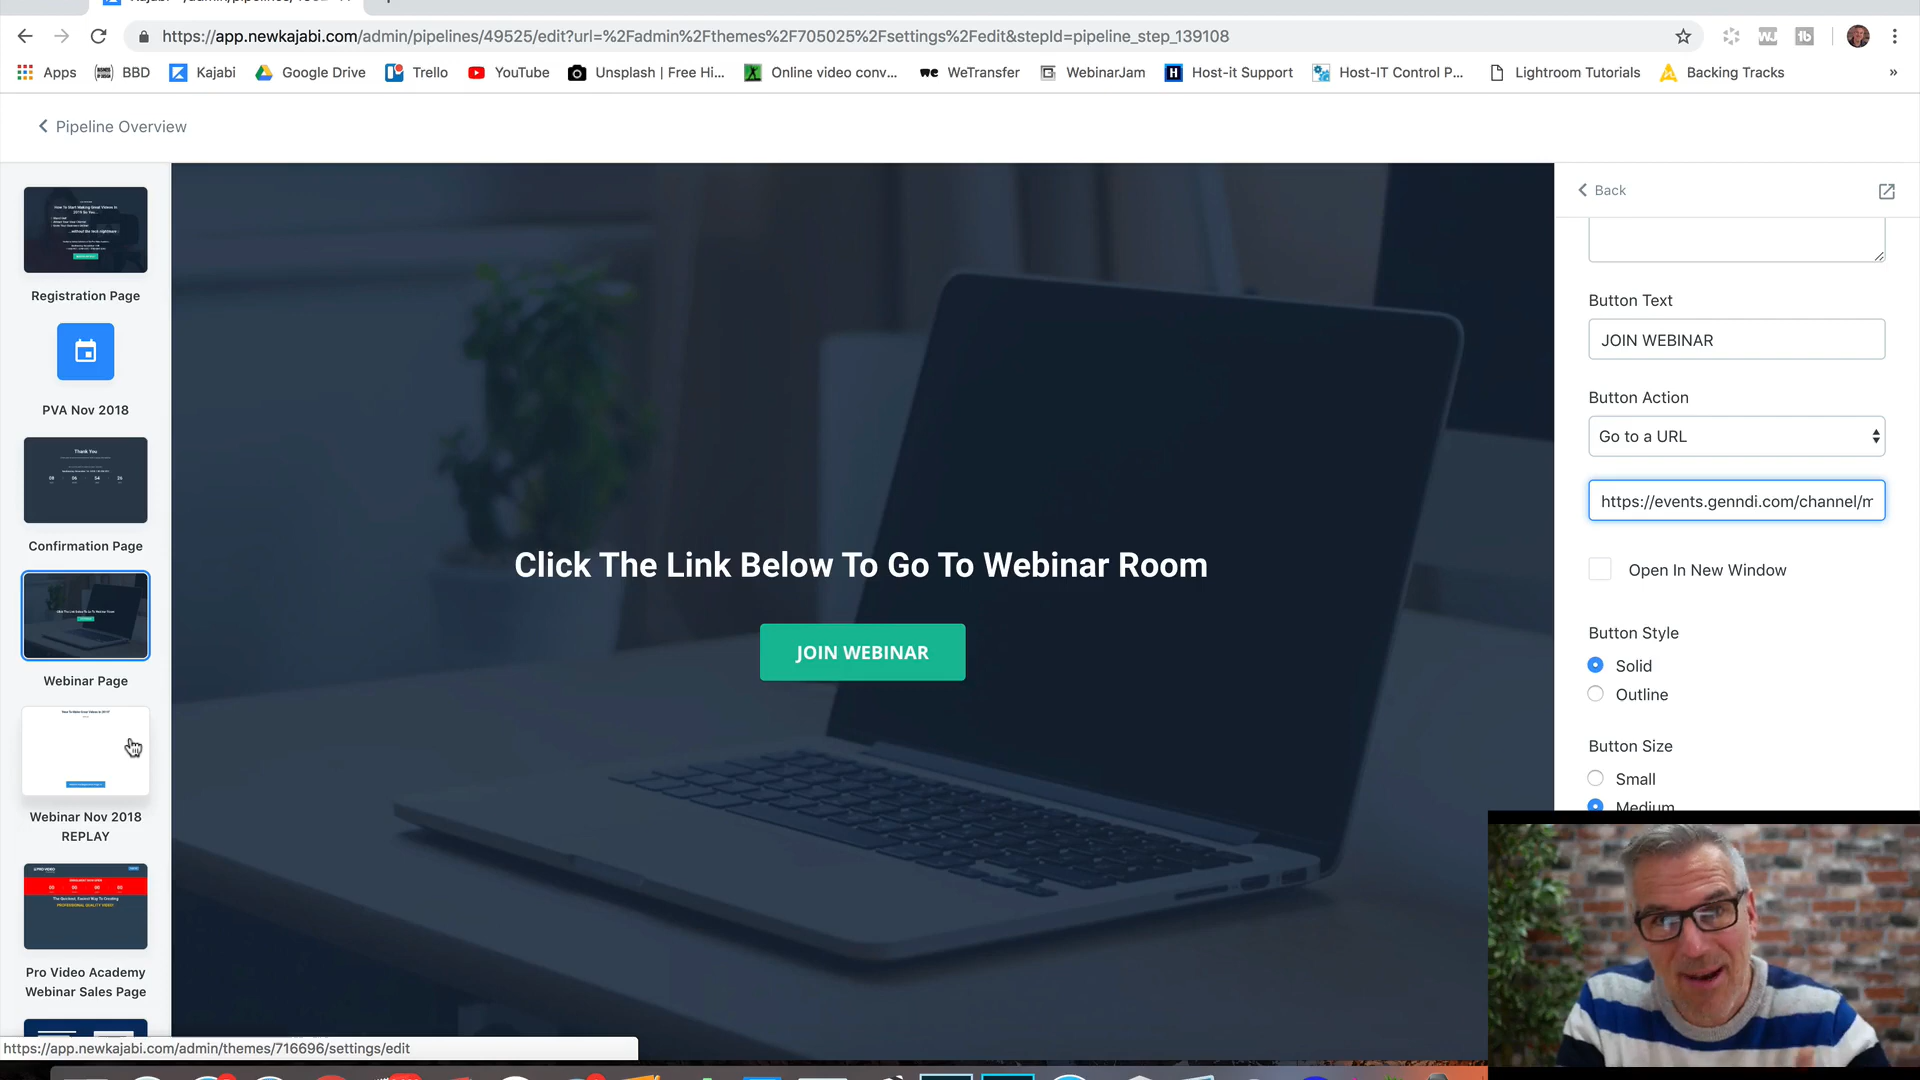 https://app.newkajabi.com/admin/pipelines/49525/edit?url=%2Fadmin%2Fthemes%2F705025%2Fsettings%2Fedit&stepId=pipeline_step_139108
Apps BBD Kajabi Google Drive Trello YouTube Unsplash | Free Hi... Online video conv... WeTransfer WebinarJam Host-it Support Host-IT Control P... Lightroom Tutorials Backing Tracks »
Pipeline Overview
Registration Page
PVA Nov 2018
Thank You
Confirmation Page
Webinar Page
Webinar Nov 2018
REPLAY
Pro Video Academy
Webinar Sales Page
Click The Link Below To Go To Webinar Room
JOIN WEBINAR
Back
Button Text
JOIN WEBINAR
Button Action
Go to a URL
https://events.genndi.com/channel/m
Open In New Window
Button Style
Solid
Outline
Button Size
Small
Medium
https://app.newkajabi.com/admin/themes/716696/settings/edit